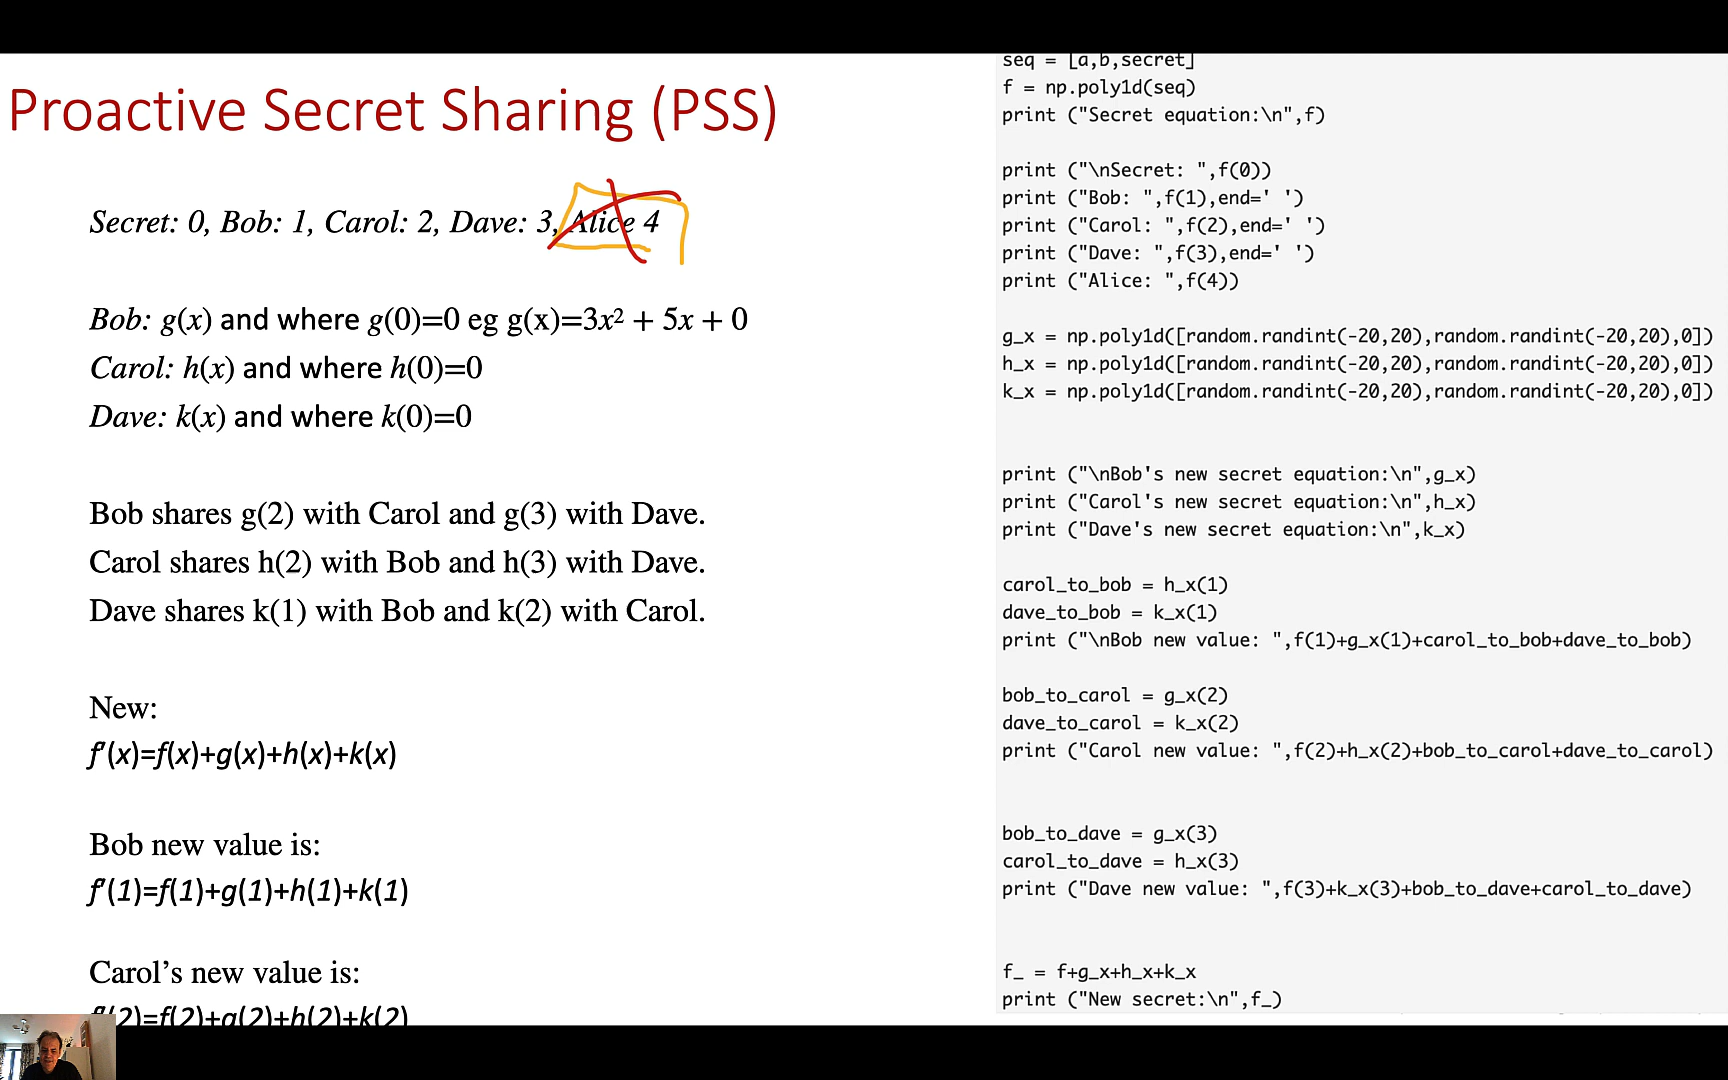 Proactive Secret Sharing (PSS)
Secret: 0, Bob: 1, Carol: 2, Dave: 3, Alice 4
Bob: g(x) and where g(0)=0 eg g(x)=3x² + 5x + 0
Carol: h(x) and where h(0)=0
Dave: k(x) and where k(0)=0
Bob shares g(2) with Carol and g(3) with Dave.
Carol shares h(2) with Bob and h(3) with Dave.
Dave shares k(1) with Bob and k(2) with Carol.
New:
f'(x)=f(x)+g(x)+h(x)+k(x)
Bob new value is:
f'(1)=f(1)+g(1)+h(1)+k(1)
Carol’s new value is:
f'(2)=f(2)+g(2)+h(2)+k(2)
seq = [a,b,secret]
f = np.poly1d(seq)
print ("Secret equation:\n",f)
print ("\nSecret: ",f(0))
print ("Bob: ",f(1),end=' ')
print ("Carol: ",f(2),end=' ')
print ("Dave: ",f(3),end=' ')
print ("Alice: ",f(4))
g_x = np.poly1d([random.randint(-20,20),random.randint(-20,20),0])
h_x = np.poly1d([random.randint(-20,20),random.randint(-20,20),0])
k_x = np.poly1d([random.randint(-20,20),random.randint(-20,20),0])
print ("\nBob's new secret equation:\n",g_x)
print ("Carol's new secret equation:\n",h_x)
print ("Dave's new secret equation:\n",k_x)
carol_to_bob = h_x(1)
dave_to_bob = k_x(1)
print ("\nBob new value: ",f(1)+g_x(1)+carol_to_bob+dave_to_bob)
bob_to_carol = g_x(2)
dave_to_carol = k_x(2)
print ("Carol new value: ",f(2)+h_x(2)+bob_to_carol+dave_to_carol)
bob_to_dave = g_x(3)
carol_to_dave = h_x(3)
print ("Dave new value: ",f(3)+k_x(3)+bob_to_dave+carol_to_dave)
f_ = f+g_x+h_x+k_x
print ("New secret:\n",f_)